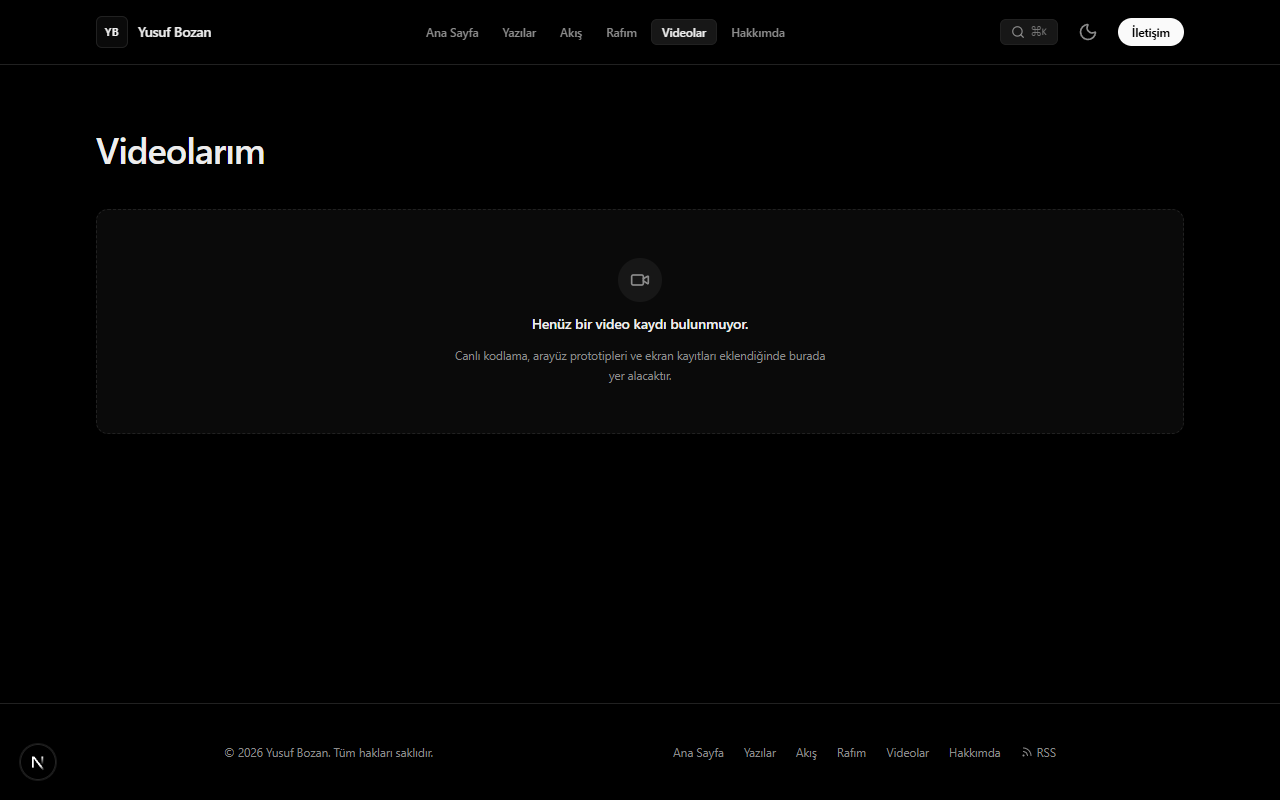 YB Yusuf Bozan Ana Sayfa Yazılar Akış Rafım Videolar Hakkımda ⌘K İletişim
Videolarım
Henüz bir video kaydı bulunmuyor.
Canlı kodlama, arayüz prototipleri ve ekran kayıtları eklendiğinde burada
yer alacaktır.
© 2026 Yusuf Bozan. Tüm hakları saklıdır. Ana Sayfa Yazılar Akış Rafım Videolar Hakkımda RSS
N